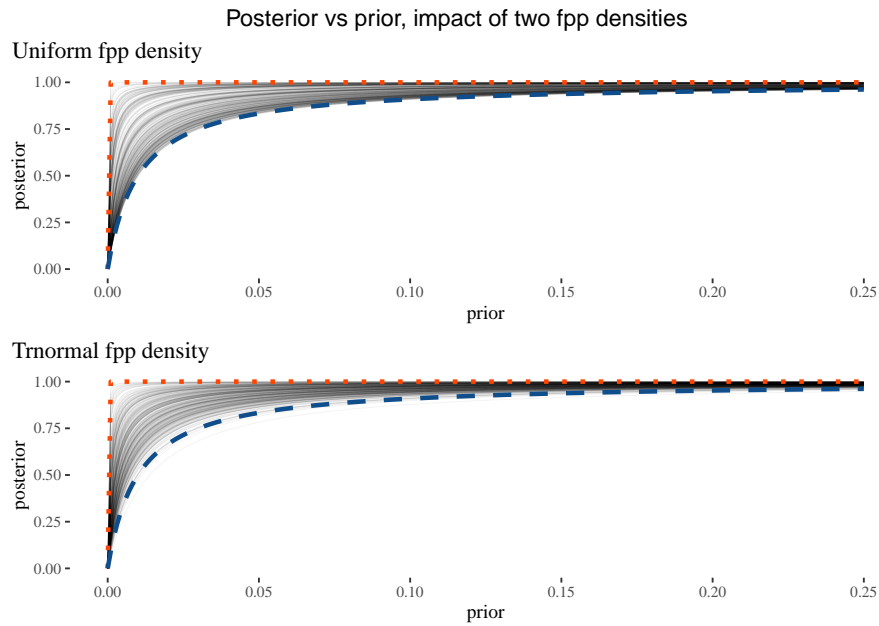 Posterior vs prior, impact of two fpp densities
Uniform fpp density
1.00
0.75
0.50
0.25
0.00
posterior
0.00 0.05 0.10 0.15 0.20 0.25
prior
Trnormal fpp density
1.00
0.75
0.50
0.25
0.00
posterior
0.00 0.05 0.10 0.15 0.20 0.25
prior